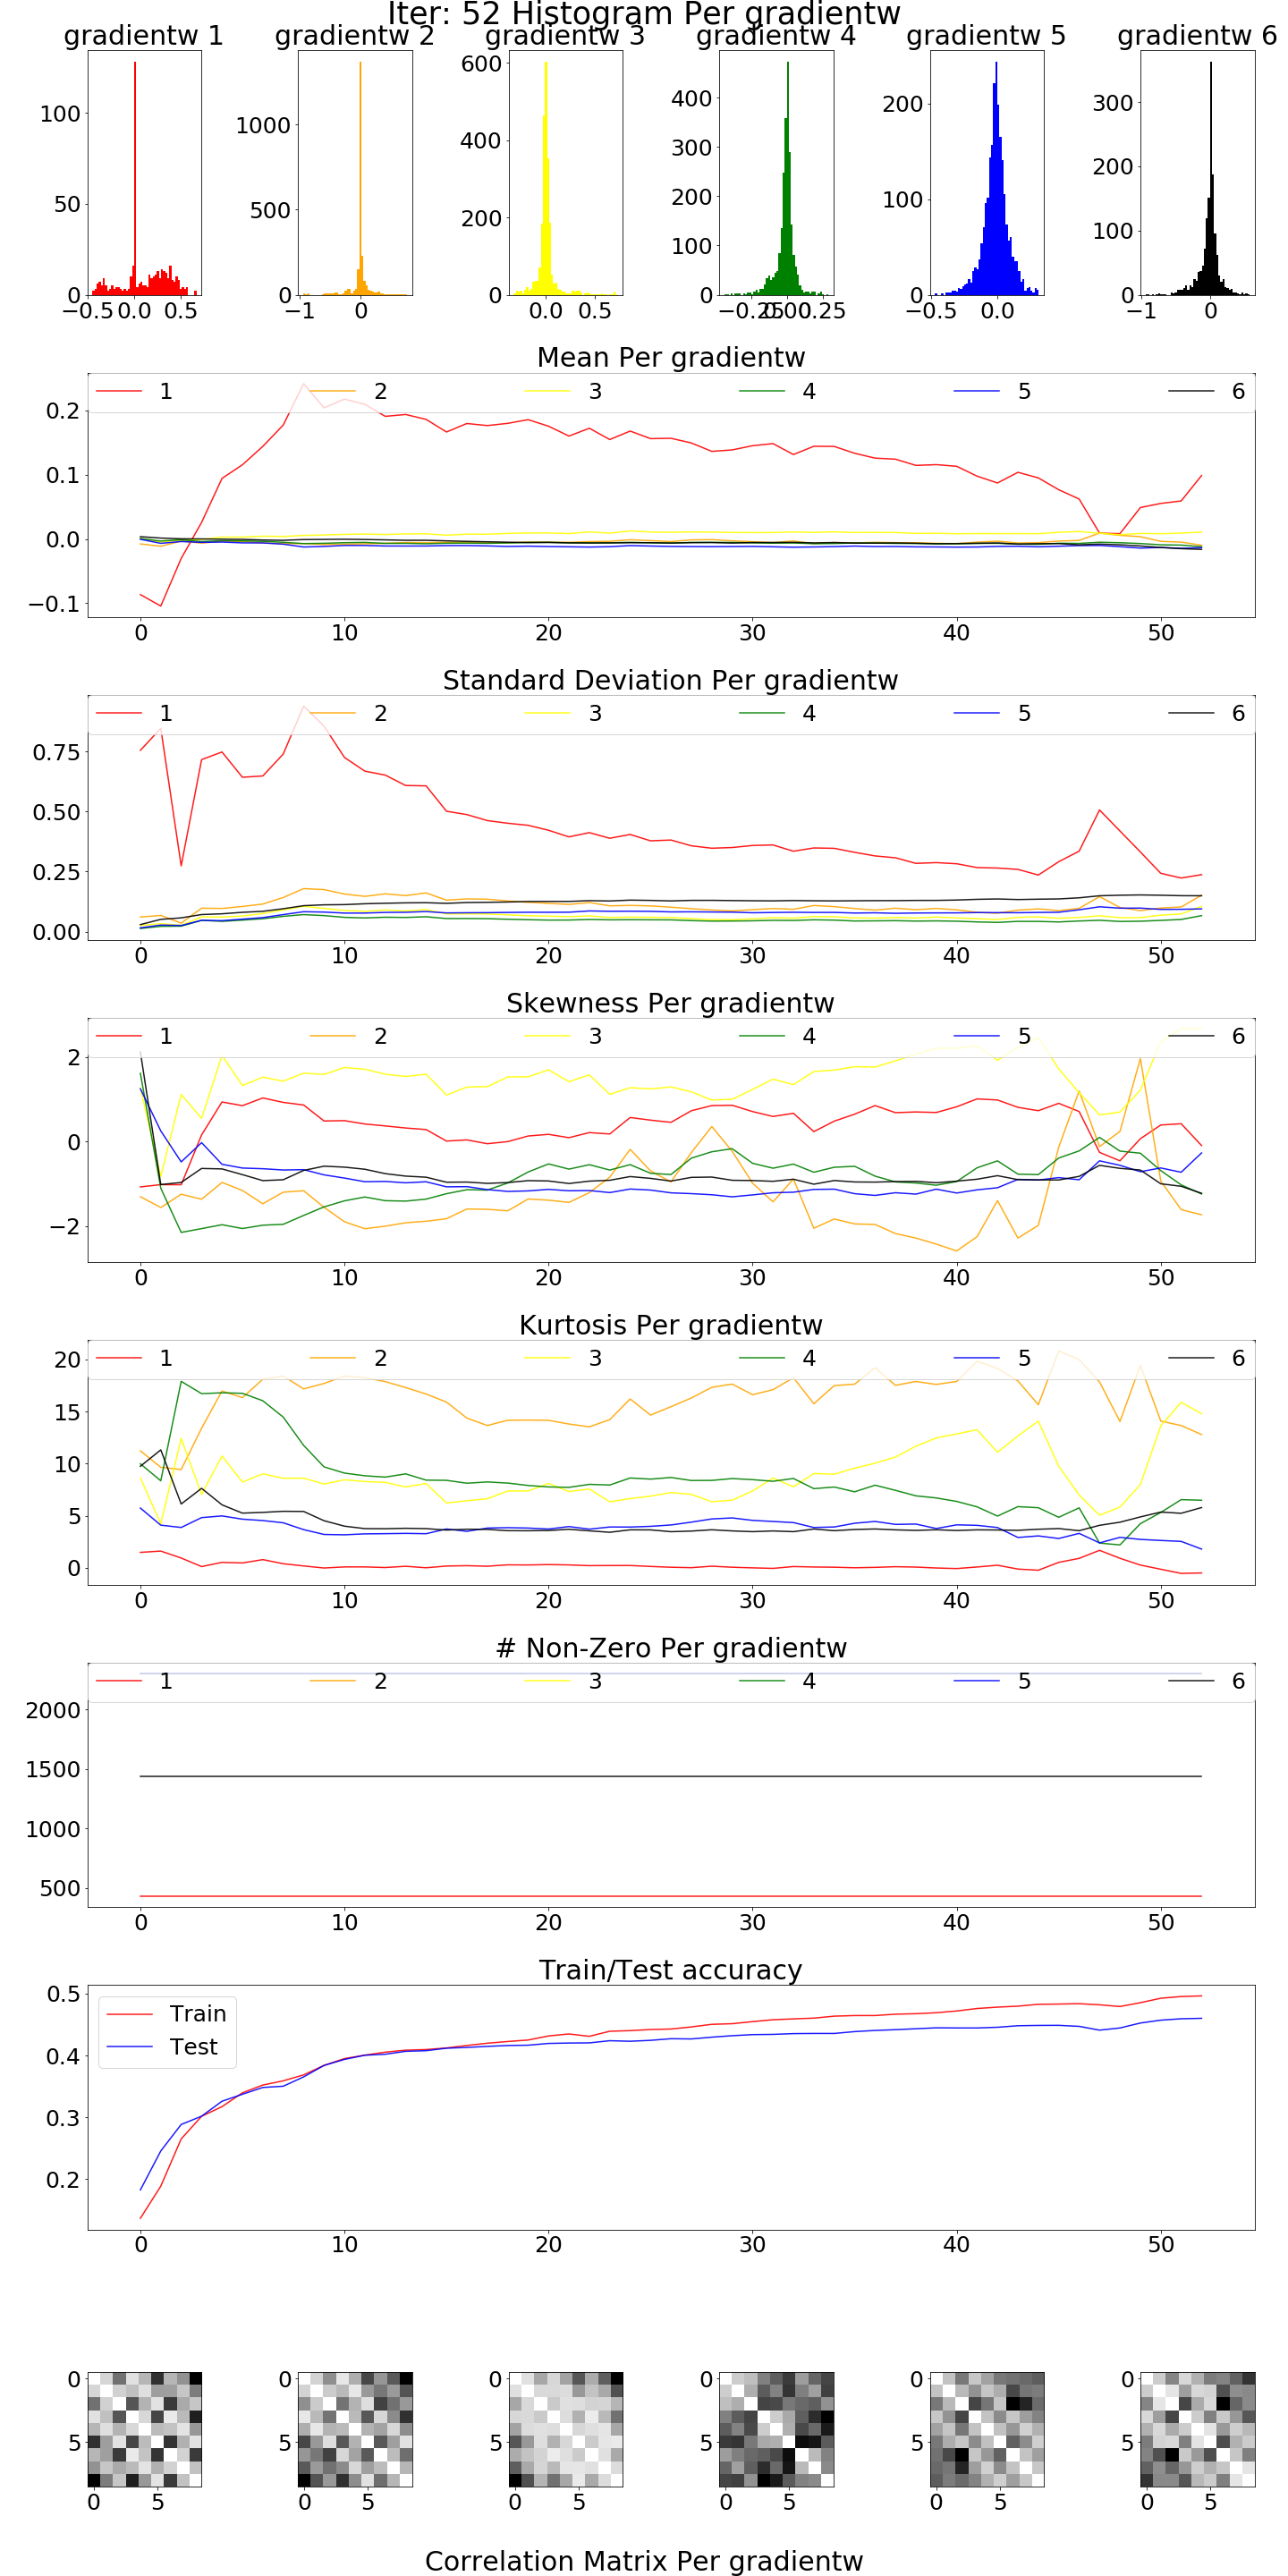 Iter: 52 Histogram Per gradientw
gradientw 1 gradientw 2 gradientw 3 gradientw 4 gradientw 5 gradientw 6
100
50
0
−0.5 0.0 0.5
1000
500
0
−1 0
600
400
200
0
0.0 0.5
400
300
200
100
0
−0.25 0.00 0.25
200
100
0
−0.5 0.0
300
200
100
0
−1 0
Mean Per gradientw
1 2 3 4 5 6
0.2
0.1
0.0
−0.1
0 10 20 30 40 50
Standard Deviation Per gradientw
1 2 3 4 5 6
0.75
0.50
0.25
0.00
0 10 20 30 40 50
Skewness Per gradientw
1 2 3 4 5 6
2
0
−2
0 10 20 30 40 50
Kurtosis Per gradientw
1 2 3 4 5 6
20
15
10
5
0
0 10 20 30 40 50
# Non-Zero Per gradientw
1 2 3 4 5 6
2000
1500
1000
500
0 10 20 30 40 50
Train/Test accuracy
Train
Test
0.5
0.4
0.3
0.2
0 10 20 30 40 50
0 0 0 0 0 0
5 5 5 5 5 5
0 5 0 5 0 5 0 5 0 5 0 5
Correlation Matrix Per gradientw